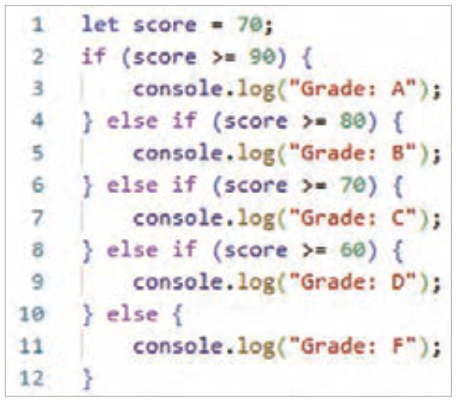 1 let score = 70;
2 if (score >= 90) {
3 console.log("Grade: A");
4 } else if (score >= 80) {
5 console.log("Grade: B");
6 } else if (score >= 70) {
7 console.log("Grade: C");
8 } else if (score >= 60) {
9 console.log("Grade: D");
10 } else {
11 console.log("Grade: F");
12 }